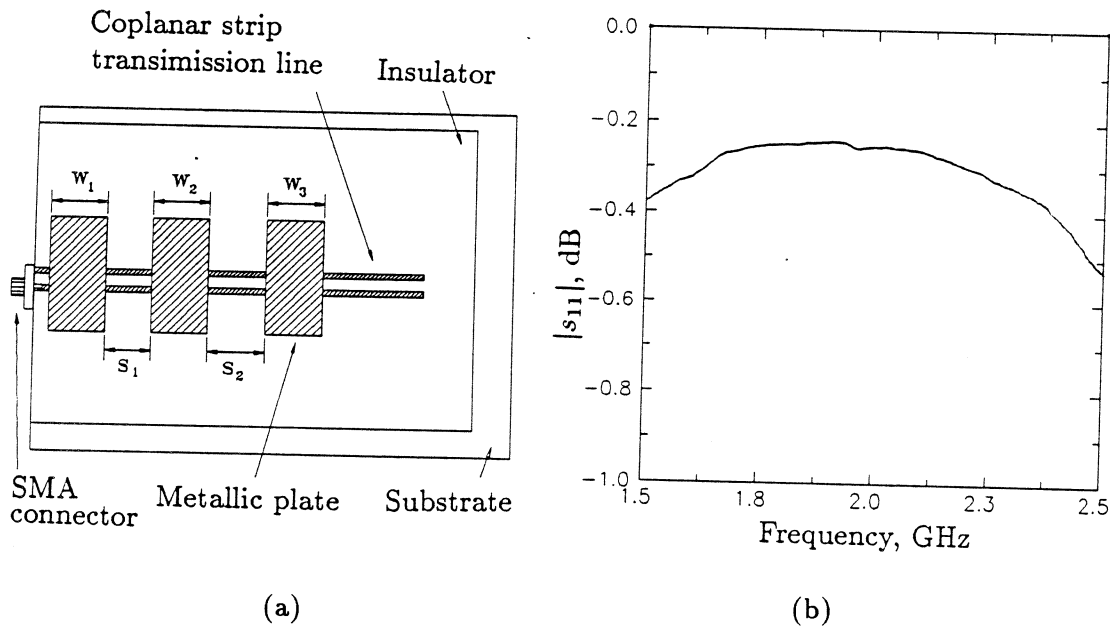 Coplanar strip
transimission line
Insulator
W1
W2
W3
S1
S2
SMA
connector
Metallic plate
Substrate
(a)
0.0
−0.2
−0.4
−0.6
−0.8
−1.0
|s11|, dB
1.5
1.8
2.0
2.3
2.5
Frequency, GHz
(b)